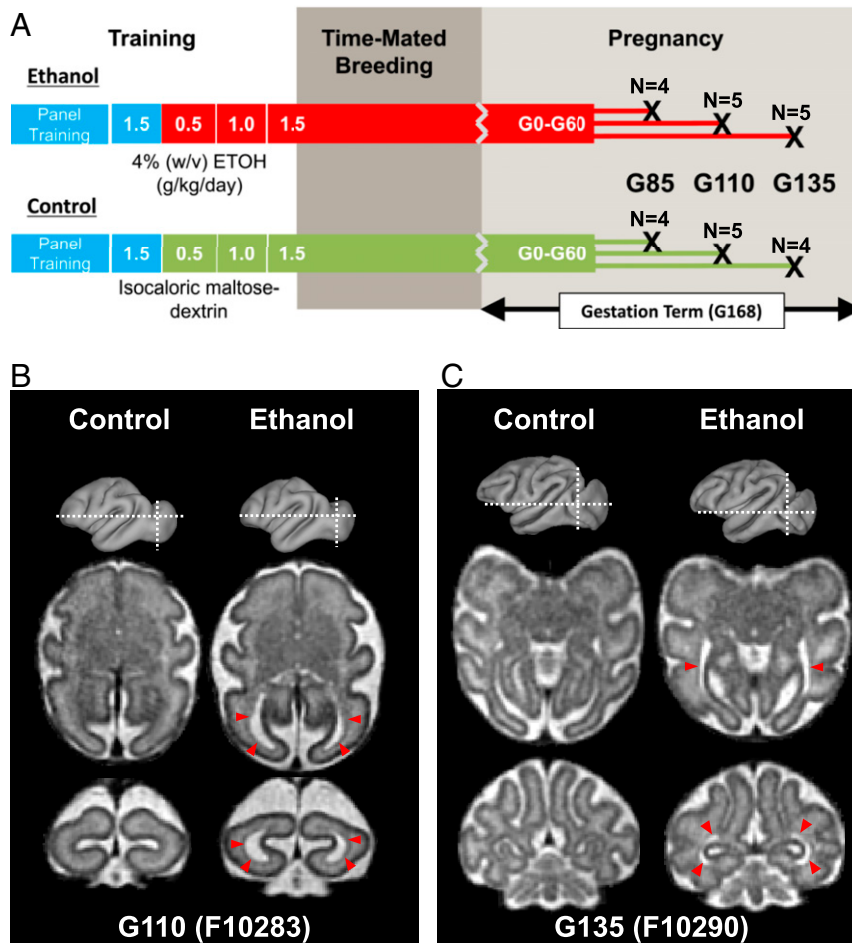 A
Training
Time-Mated
Breeding
Pregnancy
Ethanol
Panel
Training
1.5
0.5
1.0
1.5
G0-G60
N=4
N=5
N=5
4% (w/v) ETOH
(g/kg/day)
G85
G110
G135
Control
Panel
Training
1.5
0.5
1.0
1.5
G0-G60
N=4
N=5
N=4
Isocaloric maltose-
dextrin
Gestation Term (G168)
B
Control
Ethanol
G110 (F10283)
C
Control
Ethanol
G135 (F10290)